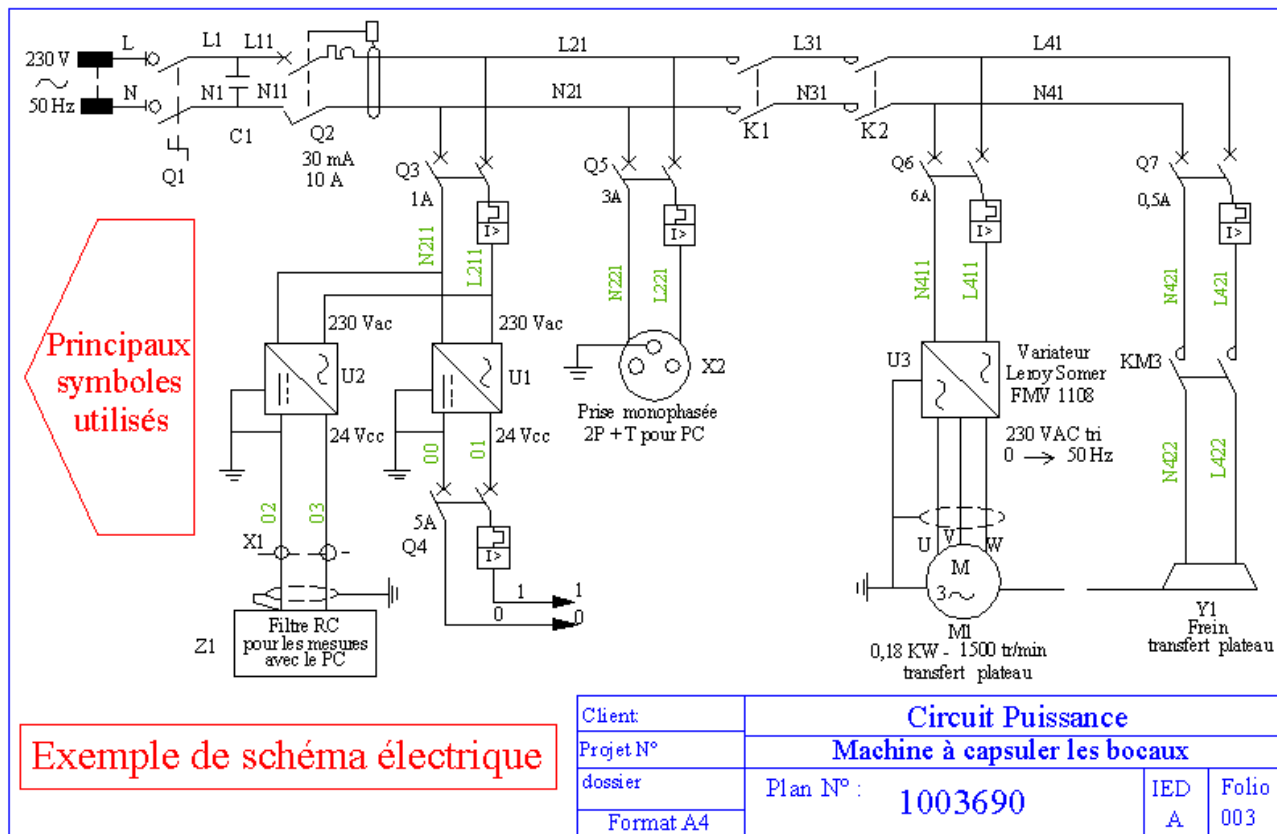 L
L1
L11
L21
L31
L41
230 V
50 Hz
N
N1
N11
N21
N31
N41
C1
Q1
Q2
30 mA
10 A
K1
K2
Q3
1A
I>
Q5
3A
I>
Q6
6A
I>
Q7
0,5A
I>
N211
L211
N221
L221
N411
L411
N421
L421
Principaux
symboles
utilisés
230 Vac
230 Vac
U2
U1
24 Vcc
24 Vcc
X2
Prise monophasée
2P + T pour PC
U3
Variateur
Leroy Somer
FMV 1108
230 VAC tri
0 → 50 Hz
KM3
N422
L422
02
03
00
01
X1
5A
Q4
I>
1
1
0
0
Z1
Filtre RC
pour les mesures
avec le PC
U
V
W
M
3
M1
0,18 KW - 1500 tr/min
transfert plateau
Y1
Frein
transfert plateau
Exemple de schéma électrique
Client:
Circuit Puissance
Projet N°
Machine à capsuler les bocaux
dossier
Plan N° :
1003690
IED
A
Folio
003
Format A4